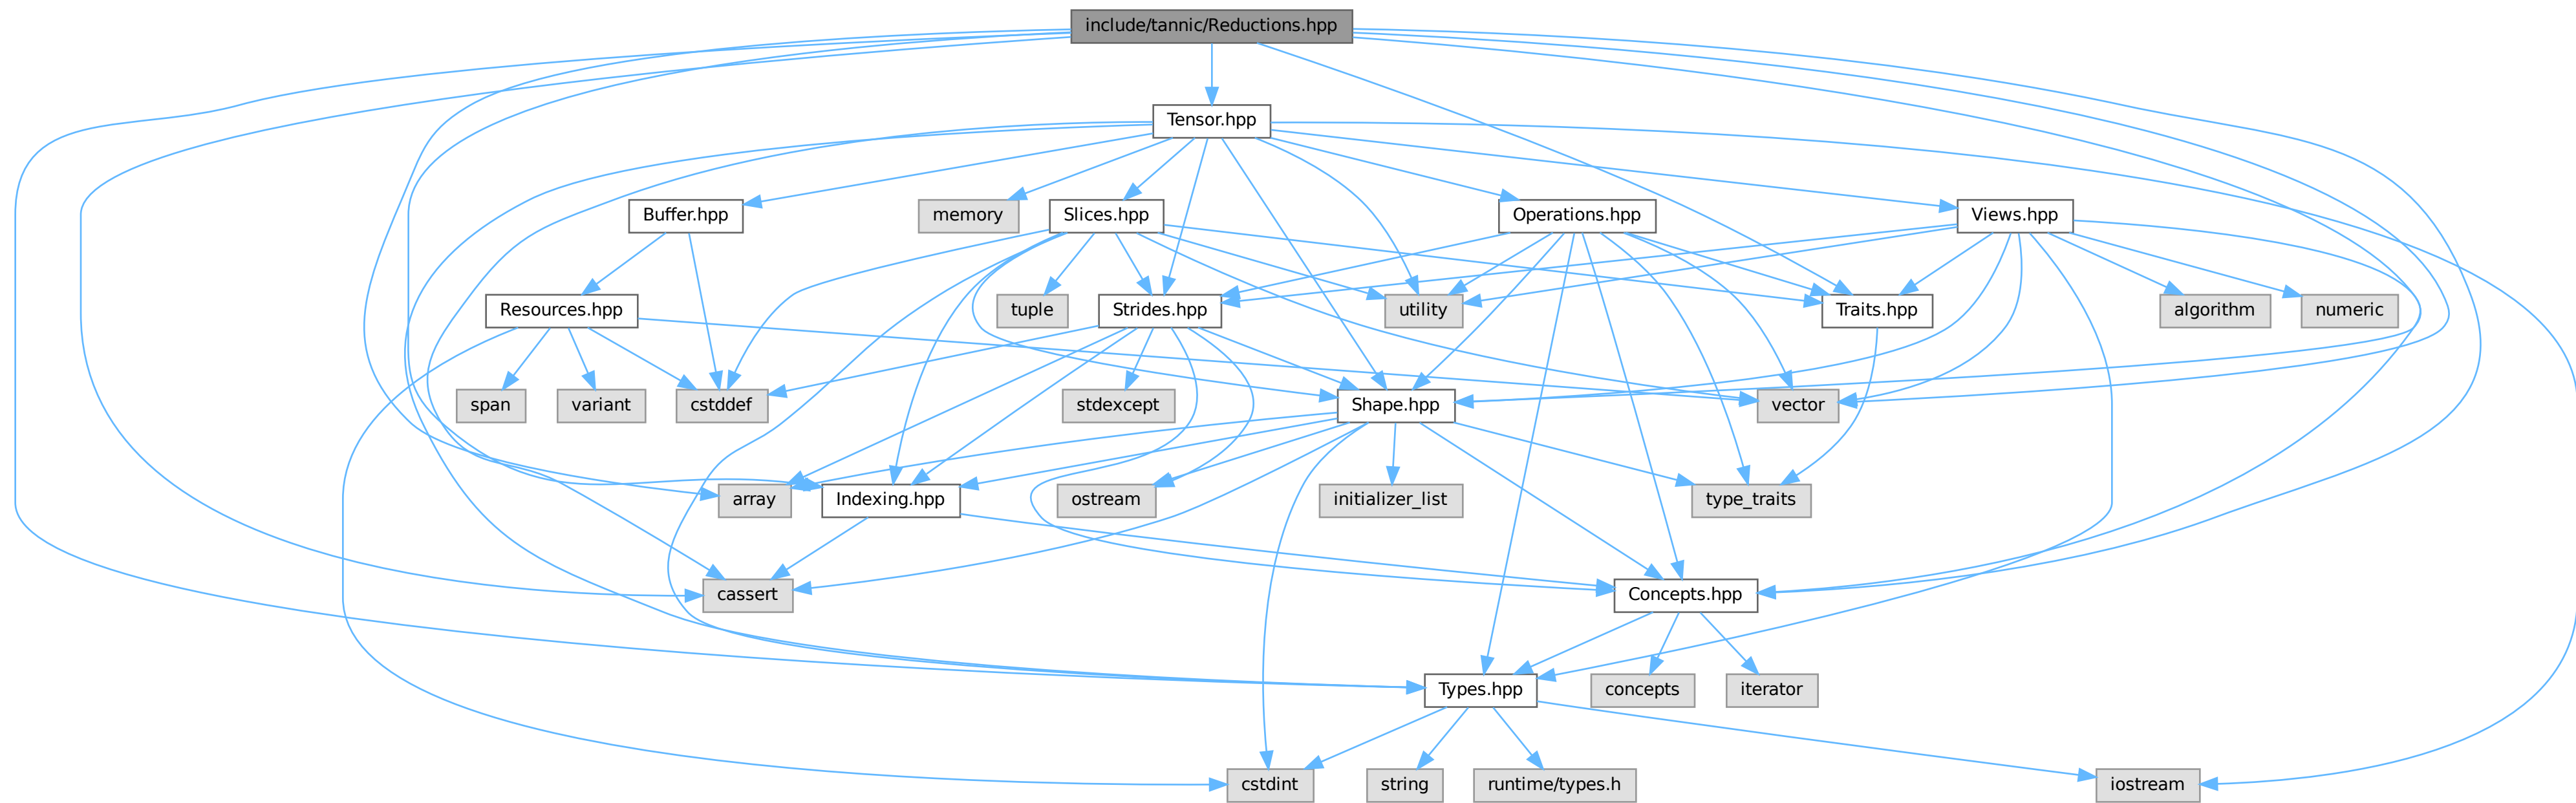 include/tannic/Reductions.hpp
Tensor.hpp
Buffer.hpp
memory
Slices.hpp
Operations.hpp
Views.hpp
Resources.hpp
tuple
Strides.hpp
utility
Traits.hpp
algorithm
numeric
span
variant
cstddef
stdexcept
Shape.hpp
vector
array
Indexing.hpp
ostream
initializer_list
type_traits
cassert
Concepts.hpp
Types.hpp
concepts
iterator
cstdint
string
runtime/types.h
iostream